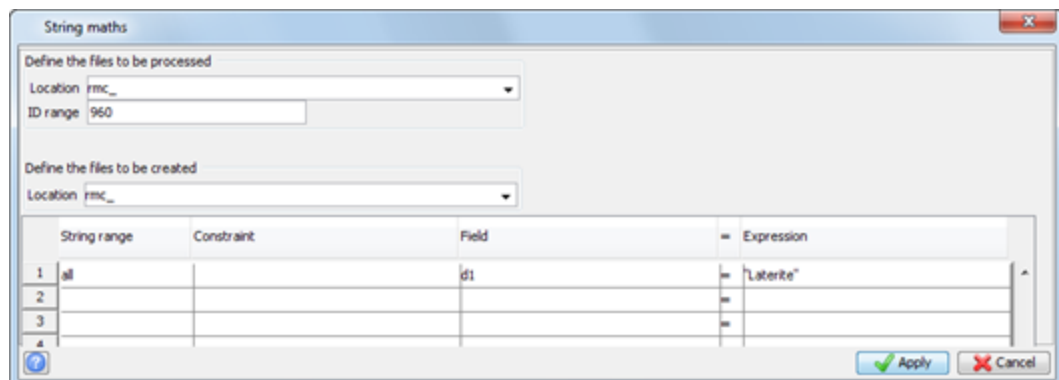 String maths
Define the files to be processed
Location rmc_
ID range 960
Define the files to be created
Location rmc_
String range Constraint Field = Expression
1 all d1 = "Laterite"
2 =
3 =
4
Apply Cancel